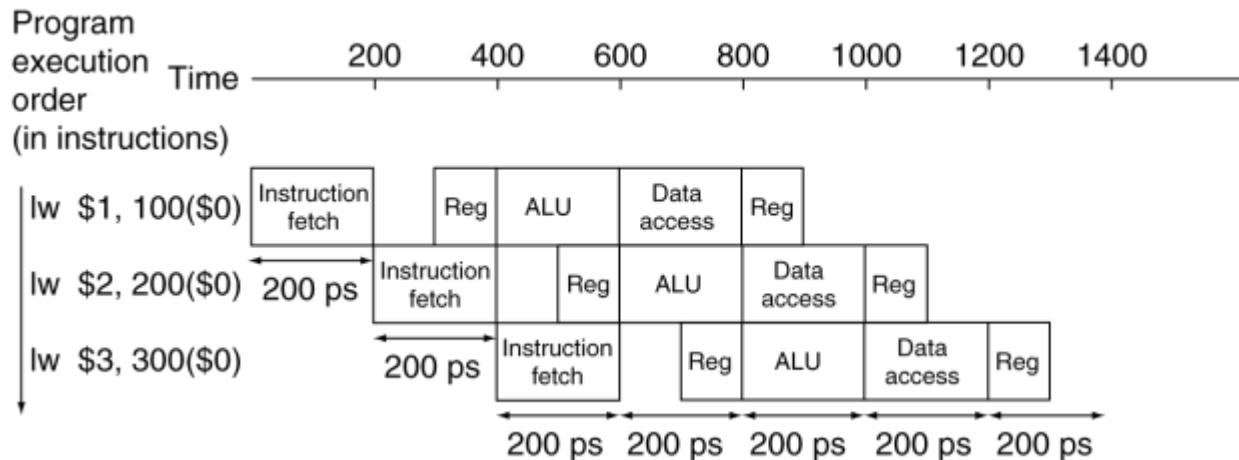 Program
execution
order
(in instructions)
Time
200 400 600 800 1000 1200 1400
lw $1, 100($0)
Instruction
fetch
Reg
ALU
Data
access
Reg
lw $2, 200($0)
200 ps
Instruction
fetch
Reg
ALU
Data
access
Reg
lw $3, 300($0)
200 ps
Instruction
fetch
Reg
ALU
Data
access
Reg
200 ps 200 ps 200 ps 200 ps 200 ps